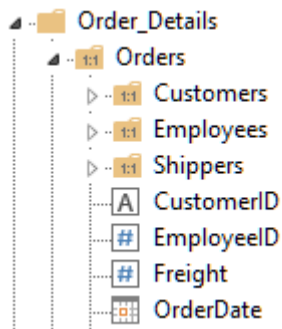 Order_Details
1:1 Orders
1:1 Customers
1:1 Employees
1:1 Shippers
A CustomerID
# EmployeeID
# Freight
OrderDate